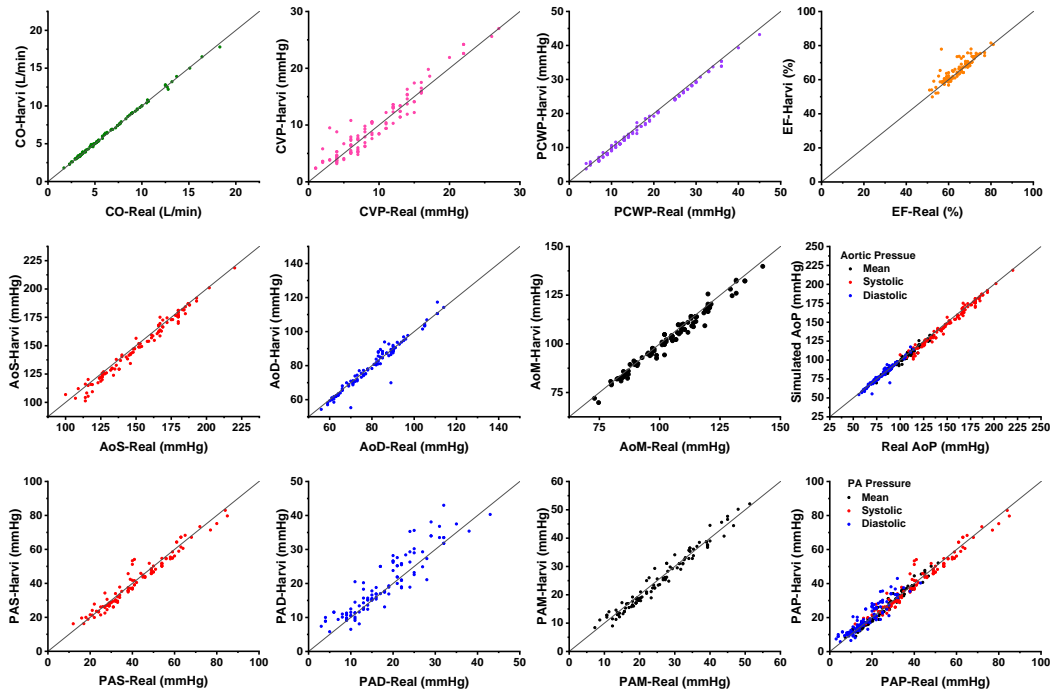 CO-Harvi (L/min)
20
15
10
5
0
0 5 10 15 20
CO-Real (L/min)
CVP-Harvi (mmHg)
30
20
10
0
0 10 20 30
CVP-Real (mmHg)
PCWP-Harvi (mmHg)
50
40
30
20
10
0
0 10 20 30 40 50
PCWP-Real (mmHg)
EF-Harvi (%)
100
80
60
40
20
0
0 20 40 60 80 100
EF-Real (%)
AoS-Harvi (mmHg)
225
200
175
150
125
100
100 125 150 175 200 225
AoS-Real (mmHg)
AoD-Harvi (mmHg)
140
120
100
80
60
60 80 100 120 140
AoD-Real (mmHg)
AoM-Harvi (mmHg)
150
125
100
75
75 100 125 150
AoM-Real (mmHg)
Simulated AoP (mmHg)
250
225
200
175
150
125
100
75
50
25
Aortic Pressue
Mean
Systolic
Diastolic
25 50 75 100 125 150 175 200 225 250
Real AoP (mmHg)
PAS-Harvi (mmHg)
100
80
60
40
20
0
0 20 40 60 80 100
PAS-Real (mmHg)
PAD-Harvi (mmHg)
50
40
30
20
10
0
0 10 20 30 40 50
PAD-Real (mmHg)
PAM-Harvi (mmHg)
60
50
40
30
20
10
0
0 10 20 30 40 50 60
PAM-Real (mmHg)
PAP-Harvi (mmHg)
100
80
60
40
20
0
PA Pressure
Mean
Systolic
Diastolic
0 20 40 60 80 100
PAP-Real (mmHg)